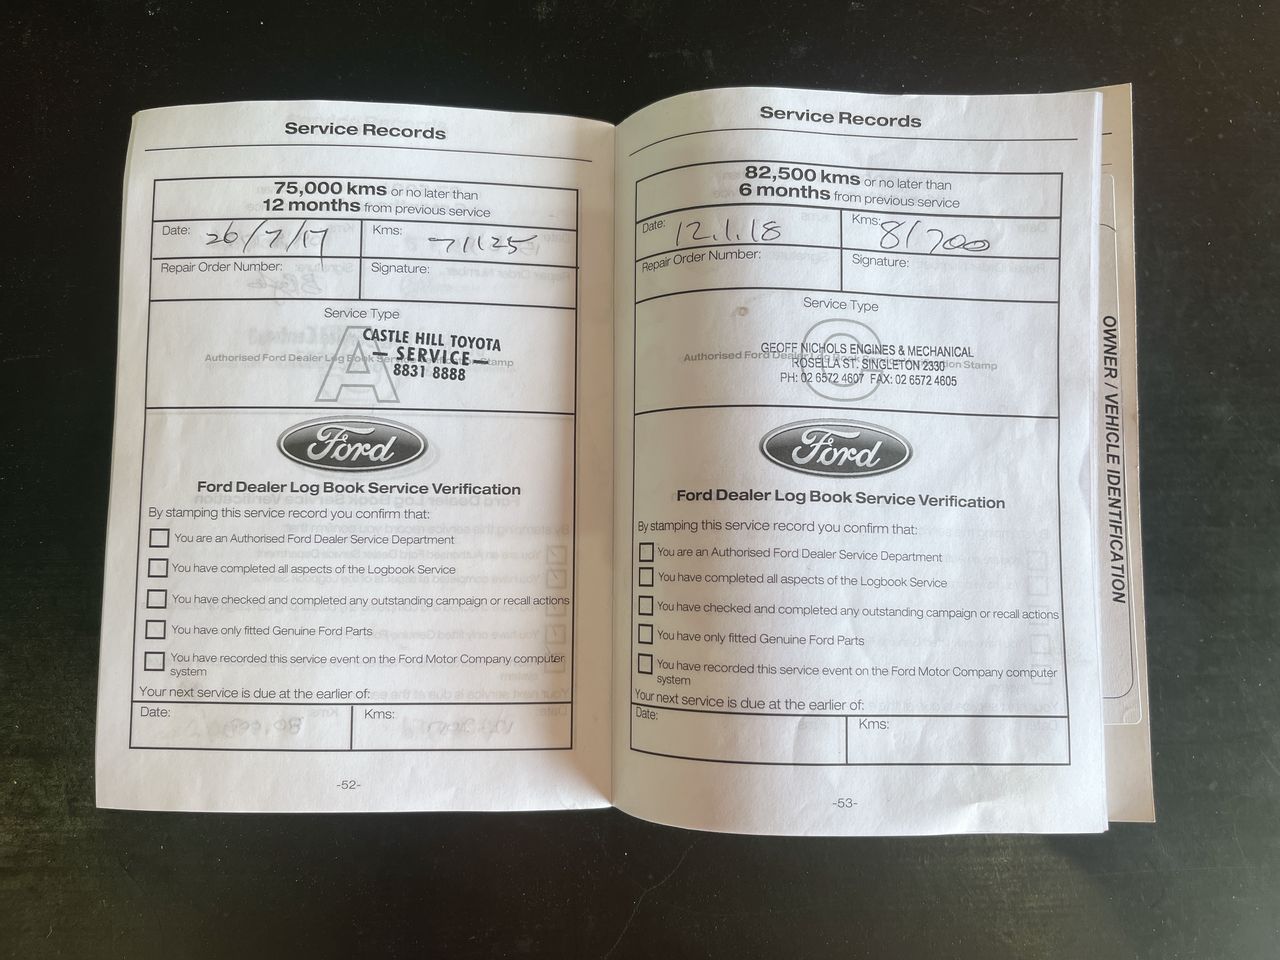 Service Records
75,000 kms or no later than
12 months from previous service
Date: 26/7/17 Kms: 71125
Repair Order Number: Signature:
Service Type
A
CASTLE HILL TOYOTA
— SERVICE —
8831 8888
Authorised Ford Dealer Log Book Stamp
Ford
Ford Dealer Log Book Service Verification
By stamping this service record you confirm that:
You are an Authorised Ford Dealer Service Department
You have completed all aspects of the Logbook Service
You have checked and completed any outstanding campaign or recall actions
You have only fitted Genuine Ford Parts
You have recorded this service event on the Ford Motor Company computer
system
Your next service is due at the earlier of:
Date: Kms:
-52-
Service Records
82,500 kms or no later than
6 months from previous service
Date: 12.1.18 Kms: 81700
Repair Order Number: Signature:
Service Type
C
GEOFF NICHOLS ENGINES & MECHANICAL
Authorised Ford Dealer Log Book Service Verification Stamp
ROSELLA ST. SINGLETON 2330
PH: 02 6572 4607 FAX: 02 6572 4605
Ford
Ford Dealer Log Book Service Verification
By stamping this service record you confirm that:
You are an Authorised Ford Dealer Service Department
You have completed all aspects of the Logbook Service
You have checked and completed any outstanding campaign or recall actions
You have only fitted Genuine Ford Parts
You have recorded this service event on the Ford Motor Company computer
system
Your next service is due at the earlier of:
Date: Kms:
-53-
OWNER / VEHICLE IDENTIFICATION